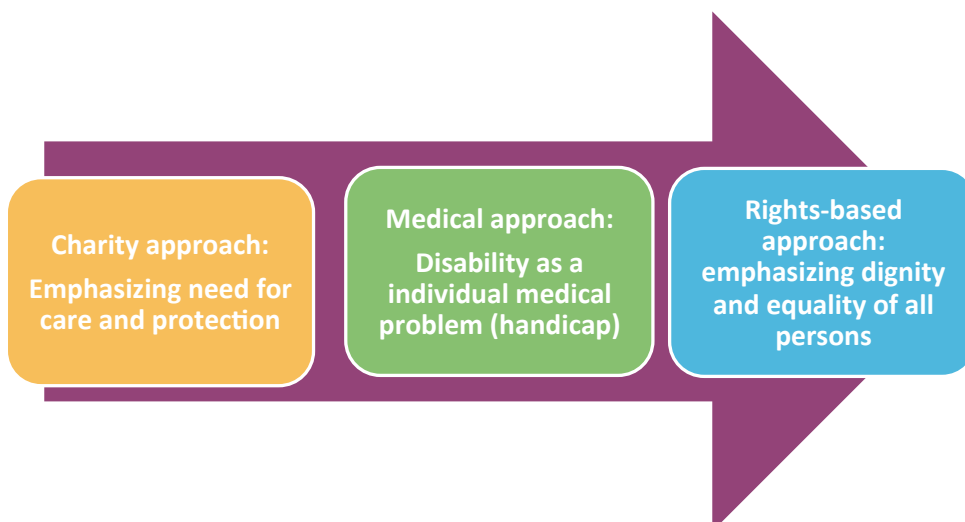 Charity approach:
Emphasizing need for
care and protection
Medical approach:
Disability as a
individual medical
problem (handicap)
Rights-based
approach:
emphasizing dignity
and equality of all
persons